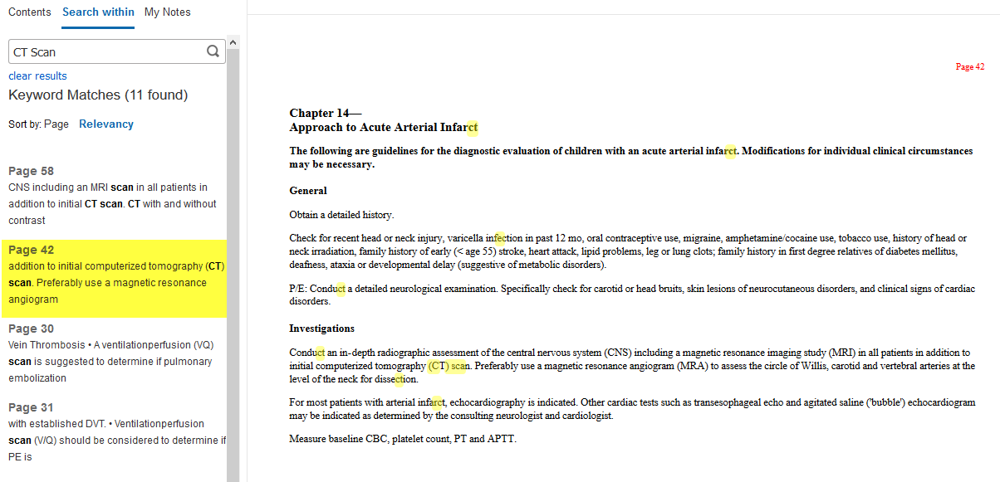 Contents Search within My Notes
CT Scan
clear results
Keyword Matches (11 found)
Sort by: Page Relevancy
Page 58
CNS including an MRI scan in all patients in
addition to initial CT scan. CT with and without
contrast
Page 42
addition to initial computerized tomography (CT)
scan. Preferably use a magnetic resonance
angiogram
Page 30
Vein Thrombosis • A ventilationperfusion (VQ)
scan is suggested to determine if pulmonary
embolization
Page 31
with established DVT. • Ventilationperfusion
scan (V/Q) should be considered to determine if
PE is
Page 42
Chapter 14—
Approach to Acute Arterial Infarct
The following are guidelines for the diagnostic evaluation of children with an acute arterial infarct. Modifications for individual clinical circumstances
may be necessary.
General
Obtain a detailed history.
Check for recent head or neck injury, varicella infection in past 12 mo, oral contraceptive use, migraine, amphetamine/cocaine use, tobacco use, history of head or
neck irradiation, family history of early (< age 55) stroke, heart attack, lipid problems, leg or lung clots; family history in first degree relatives of diabetes mellitus,
deafness, ataxia or developmental delay (suggestive of metabolic disorders).
P/E: Conduct a detailed neurological examination. Specifically check for carotid or head bruits, skin lesions of neurocutaneous disorders, and clinical signs of cardiac
disorders.
Investigations
Conduct an in-depth radiographic assessment of the central nervous system (CNS) including a magnetic resonance imaging study (MRI) in all patients in addition to
initial computerized tomography (CT) scan. Preferably use a magnetic resonance angiogram (MRA) to assess the circle of Willis, carotid and vertebral arteries at the
level of the neck for dissection.
For most patients with arterial infarct, echocardiography is indicated. Other cardiac tests such as transesophageal echo and agitated saline ('bubble') echocardiogram
may be indicated as determined by the consulting neurologist and cardiologist.
Measure baseline CBC, platelet count, PT and APTT.